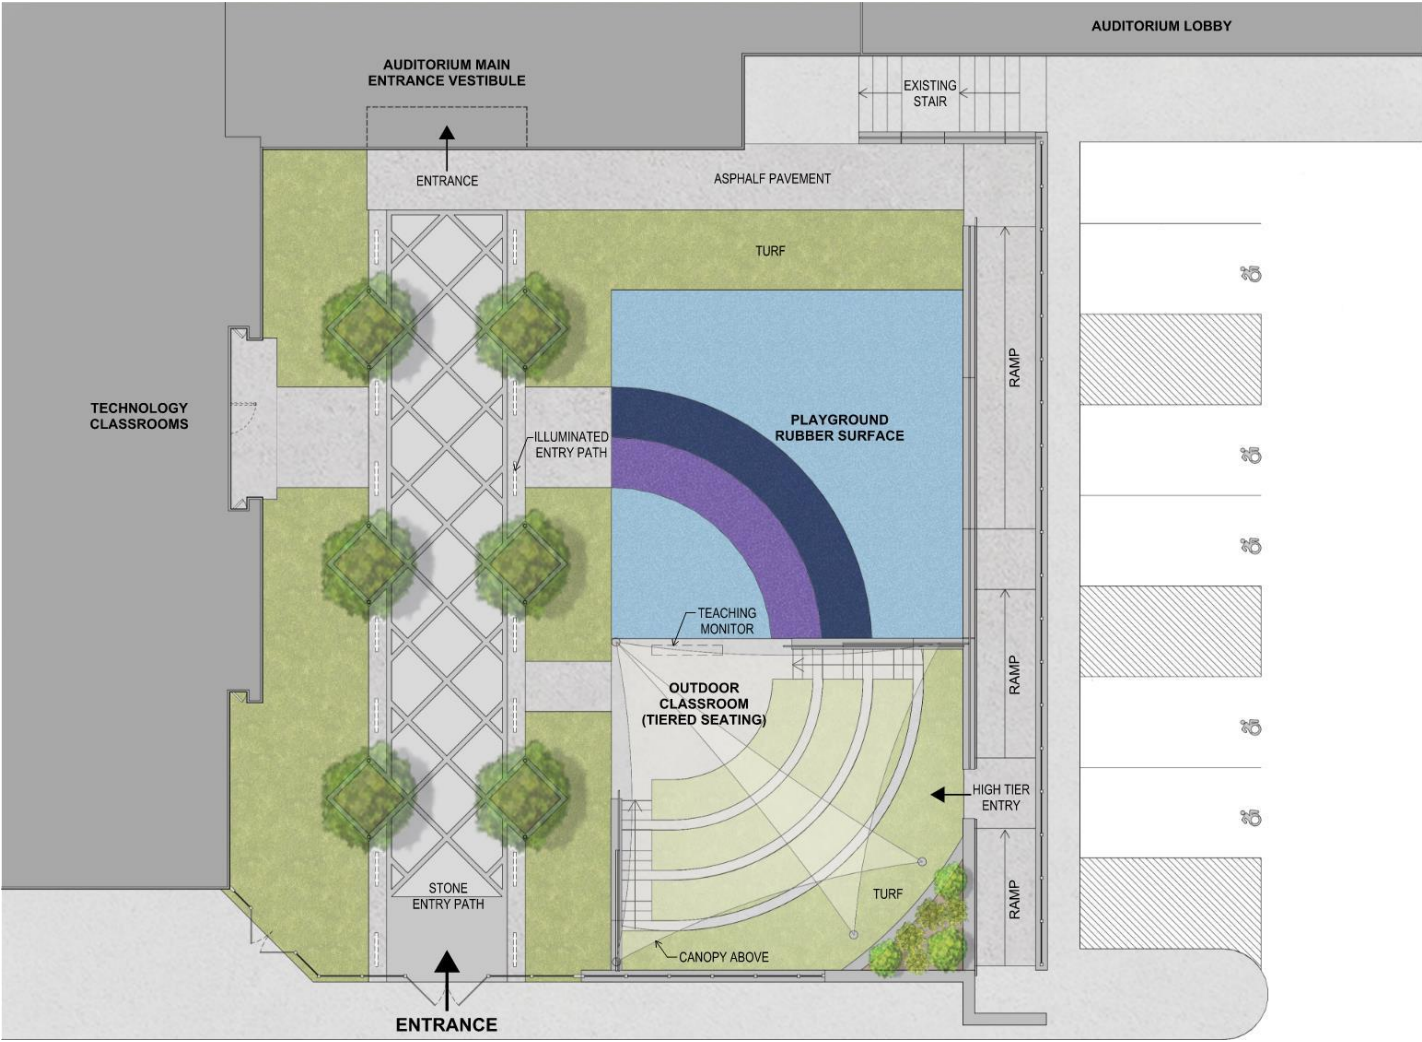 AUDITORIUM LOBBY
AUDITORIUM MAIN
ENTRANCE VESTIBULE
EXISTING
STAIR
ENTRANCE
ASPHALF PAVEMENT
TURF
RAMP
TECHNOLOGY
CLASSROOMS
PLAYGROUND
RUBBER SURFACE
ILLUMINATED
ENTRY PATH
TEACHING
MONITOR
RAMP
OUTDOOR
CLASSROOM
(TIERED SEATING)
HIGH TIER
ENTRY
STONE
ENTRY PATH
TURF
RAMP
CANOPY ABOVE
ENTRANCE